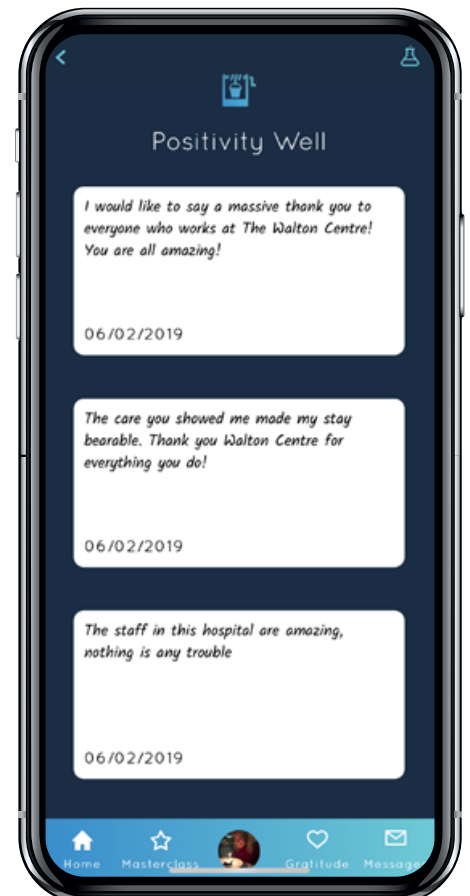 Positivity Well
I would like to say a massive thank you to
everyone who works at The Walton Centre!
You are all amazing!
06/02/2019
The care you showed me made my stay
bearable. Thank you Walton Centre for
everything you do!
06/02/2019
The staff in this hospital are amazing,
nothing is any trouble
06/02/2019
Home Masterclass Gratitude Message